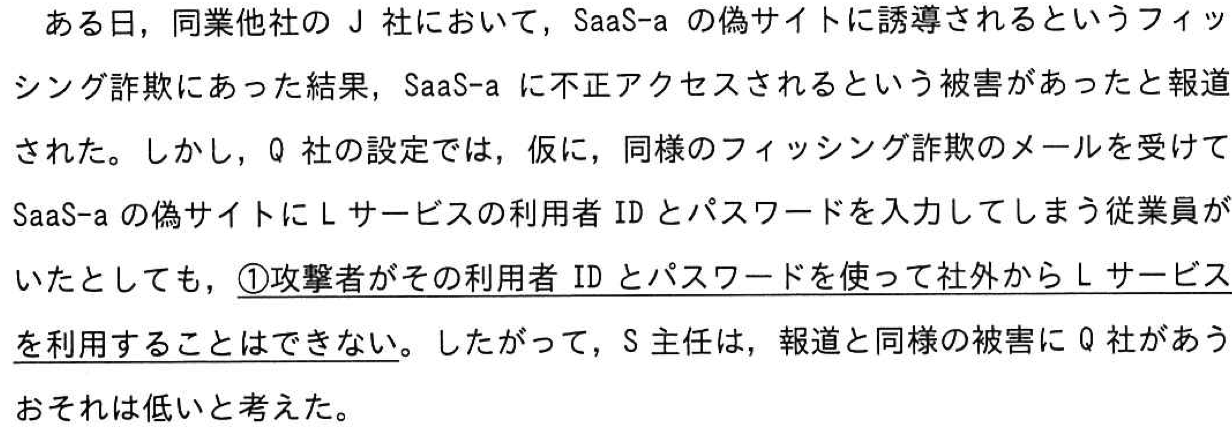 ある日，同業他社の J 社において，SaaS-a の偽サイトに誘導されるというフィッ
シング詐欺にあった結果，SaaS-a に不正アクセスされるという被害があったと報道
された。しかし，Q 社の設定では，仮に，同様のフィッシング詐欺のメールを受けて
SaaS-a の偽サイトに L サービスの利用者 ID とパスワードを入力してしまう従業員が
いたとしても，①攻撃者がその利用者 ID とパスワードを使って社外から L サービス
を利用することはできない。したがって，S 主任は，報道と同様の被害に Q 社があう
おそれは低いと考えた。